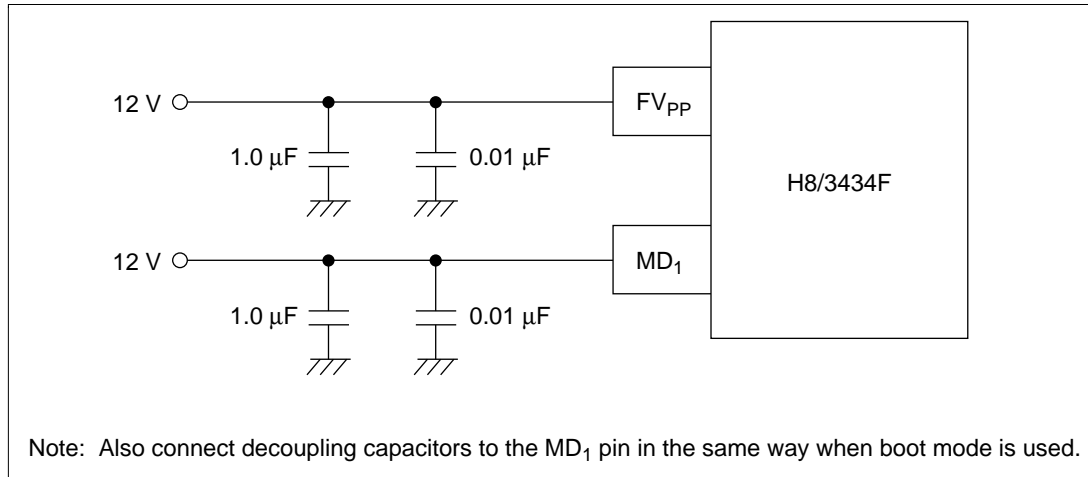 12 V
FVPP
1.0 μF
0.01 μF
H8/3434F
12 V
MD1
1.0 μF
0.01 μF
Note: Also connect decoupling capacitors to the MD1 pin in the same way when boot mode is used.